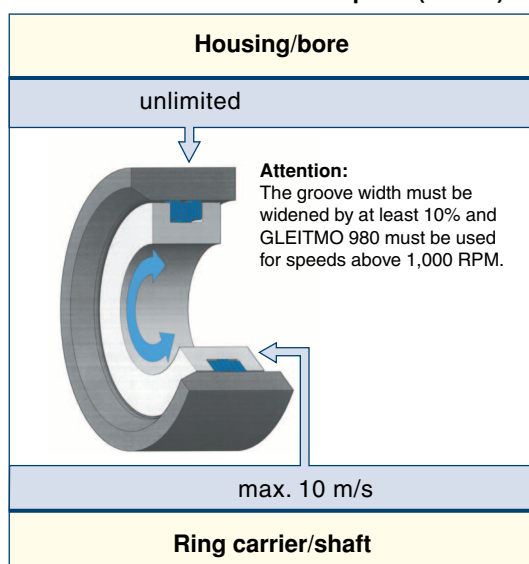 Housing/bore
unlimited
Attention:
The groove width must be
widened by at least 10% and
GLEITMO 980 must be used
for speeds above 1,000 RPM.
max. 10 m/s
Ring carrier/shaft